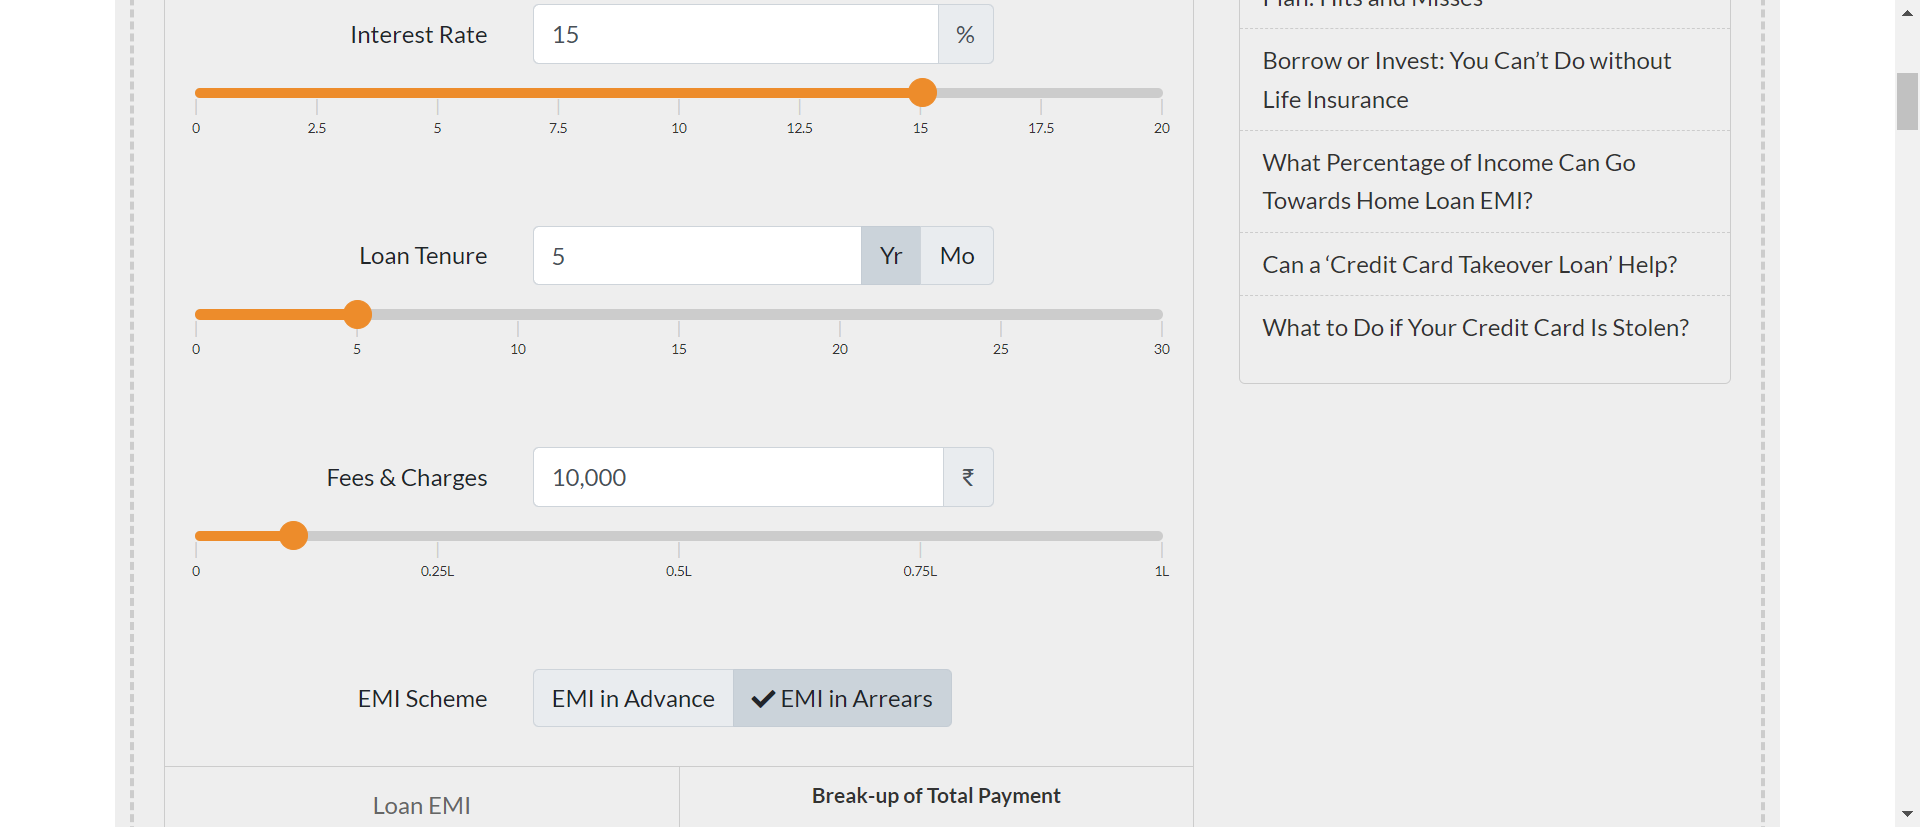 Interest Rate
15
%
0 2.5 5 7.5 10 12.5 15 17.5 20
Loan Tenure
5
Yr
Mo
0 5 10 15 20 25 30
Fees & Charges
10,000
₹
0 0.25L 0.5L 0.75L 1L
EMI Scheme
EMI in Advance
EMI in Arrears
Loan EMI
Break-up of Total Payment
Plan: Hits and Misses
Borrow or Invest: You Can’t Do without
Life Insurance
What Percentage of Income Can Go
Towards Home Loan EMI?
Can a ‘Credit Card Takeover Loan’ Help?
What to Do if Your Credit Card Is Stolen?